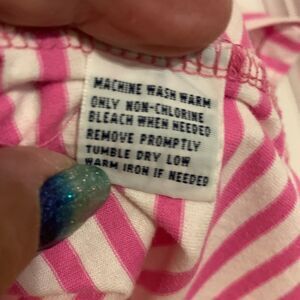 MACHINE WASH WARM
ONLY NON-CHLORINE
BLEACH WHEN NEEDED
REMOVE PROMPTLY
TUMBLE DRY LOW
WARM IRON IF NEEDED